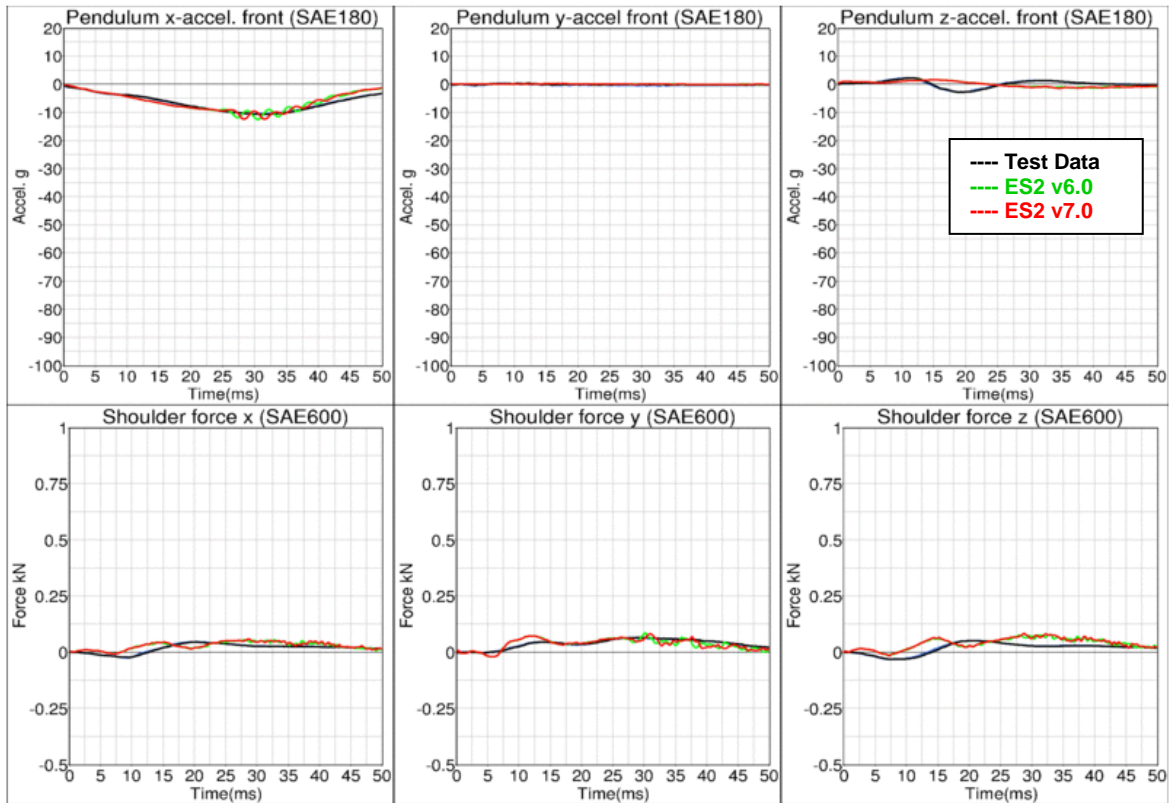 Pendulum x-accel. front (SAE180)
Pendulum y-accel front (SAE180)
Pendulum z-accel. front (SAE180)
20
10
0
-10
-20
-30
-40
-50
-60
-70
-80
-90
-100
Accel. g
0 5 10 15 20 25 30 35 40 45 50
Time(ms)
20
10
0
-10
-20
-30
-40
-50
-60
-70
-80
-90
-100
Accel. g
0 5 10 15 20 25 30 35 40 45 50
Time(ms)
20
10
0
-10
-20
-30
-40
-50
-60
-70
-80
-90
-100
Accel. g
0 5 10 15 20 25 30 35 40 45 50
Time(ms)
---- Test Data
---- ES2 v6.0
---- ES2 v7.0
Shoulder force x (SAE600)
Shoulder force y (SAE600)
Shoulder force z (SAE600)
1
0.75
0.5
0.25
0
-0.25
-0.5
Force kN
0 5 10 15 20 25 30 35 40 45 50
Time(ms)
1
0.75
0.5
0.25
0
-0.25
-0.5
Force kN
0 5 10 15 20 25 30 35 40 45 50
Time(ms)
1
0.75
0.5
0.25
0
-0.25
-0.5
Force kN
0 5 10 15 20 25 30 35 40 45 50
Time(ms)